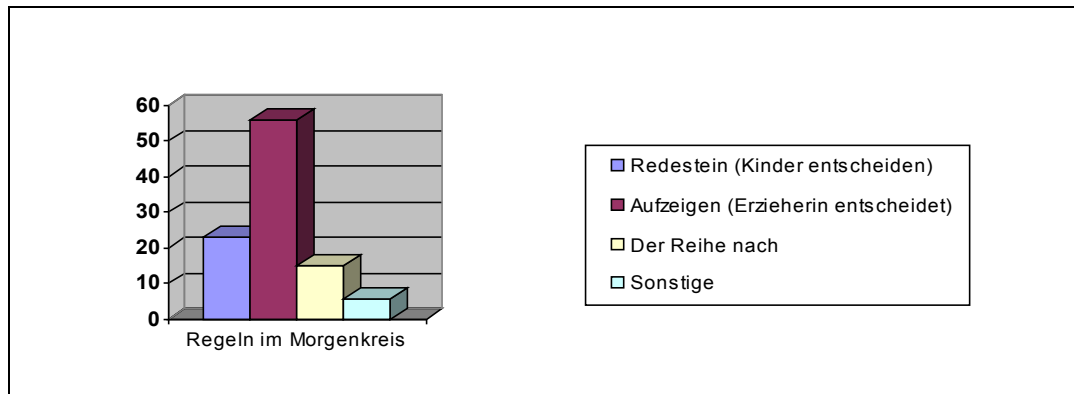 60
50
40
30
20
10
0
Regeln im Morgenkreis
Redestein (Kinder entscheiden)
Aufzeigen (Erzieherin entscheidet)
Der Reihe nach
Sonstige